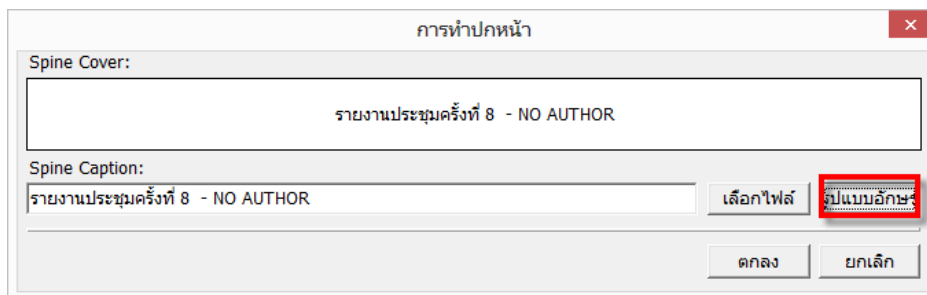 การทำปกหน้า
Spine Cover:
รายงานประชุมครั้งที่ 8 - NO AUTHOR
Spine Caption:
รายงานประชุมครั้งที่ 8 - NO AUTHOR
เลือกไฟล์
รูปแบบอักษร
ตกลง
ยกเลิก